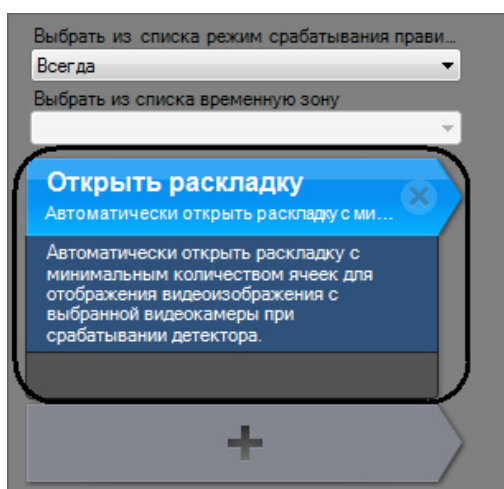 Выбрать из списка режим срабатывания прави...
Всегда
Выбрать из списка временную зону
Открыть раскладку
Автоматически открыть раскладку с ми...
Автоматически открыть раскладку с
минимальным количеством ячеек для
отображения видеоизображения с
выбранной видеокамеры при
срабатывании детектора.